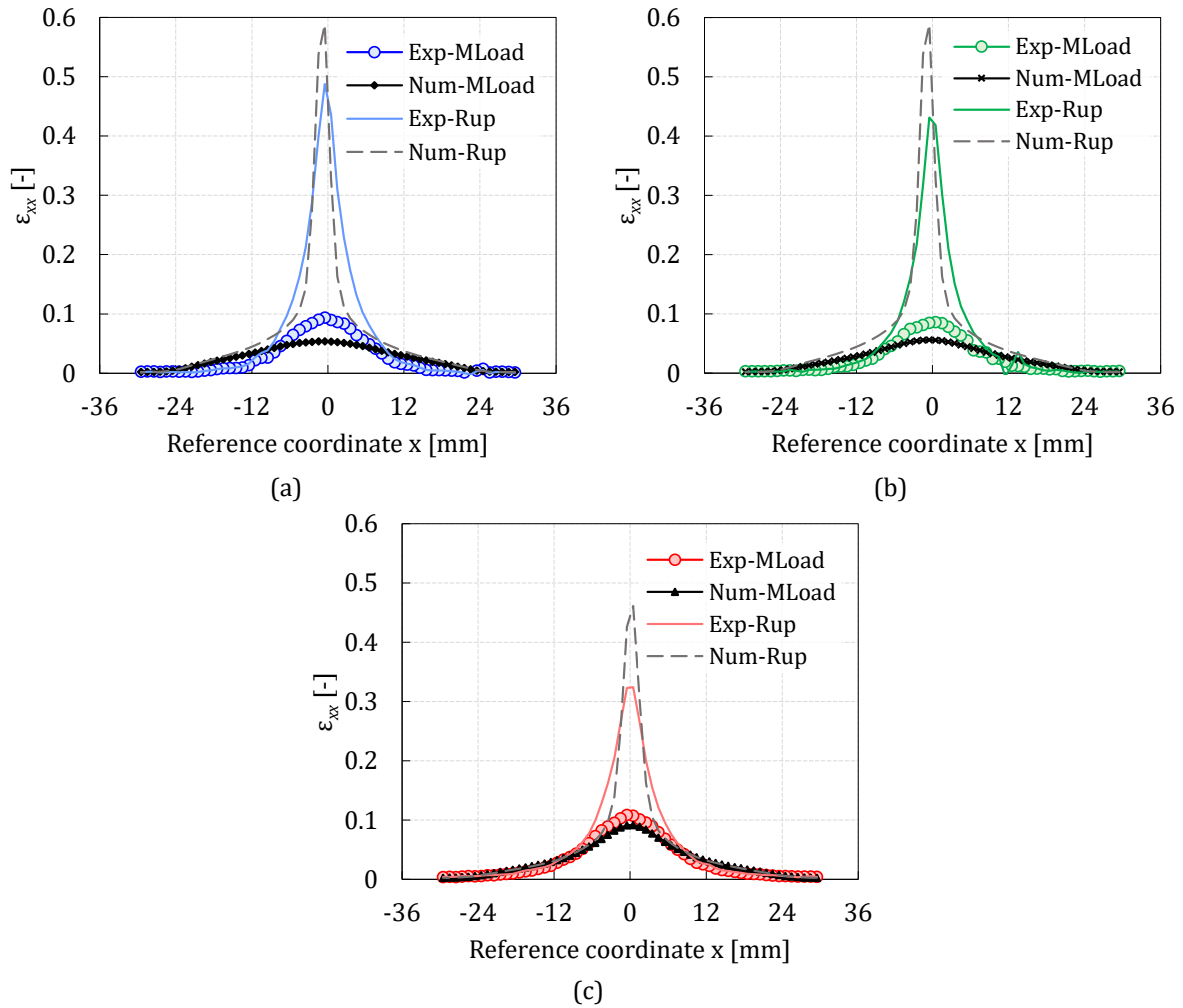 0.6
0.5
0.4
0.3
0.2
0.1
0
-36 -24 -12 0 12 24 36
εxx [-]
Reference coordinate x [mm]
Exp-MLoad
Num-MLoad
Exp-Rup
Num-Rup
(a)
0.6
0.5
0.4
0.3
0.2
0.1
0
-36 -24 -12 0 12 24 36
εxx [-]
Reference coordinate x [mm]
Exp-MLoad
Num-MLoad
Exp-Rup
Num-Rup
(b)
0.6
0.5
0.4
0.3
0.2
0.1
0
-36 -24 -12 0 12 24 36
εxx [-]
Reference coordinate x [mm]
Exp-MLoad
Num-MLoad
Exp-Rup
Num-Rup
(c)